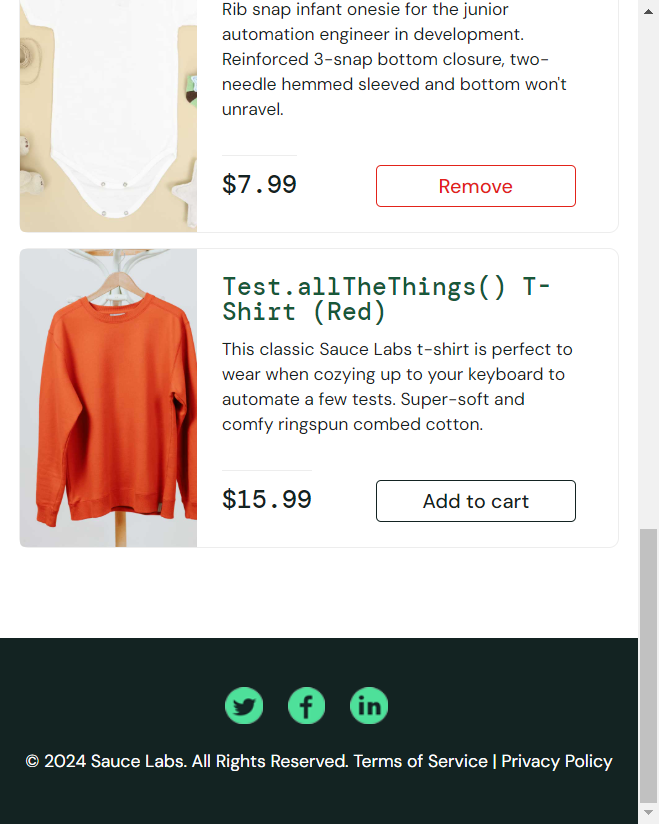 Rib snap infant onesie for the junior
automation engineer in development.
Reinforced 3-snap bottom closure, two-
needle hemmed sleeved and bottom won't
unravel.
$7.99
Remove
Test.allTheThings() T-
Shirt (Red)
This classic Sauce Labs t-shirt is perfect to
wear when cozying up to your keyboard to
automate a few tests. Super-soft and
comfy ringspun combed cotton.
$15.99
Add to cart
© 2024 Sauce Labs. All Rights Reserved. Terms of Service | Privacy Policy